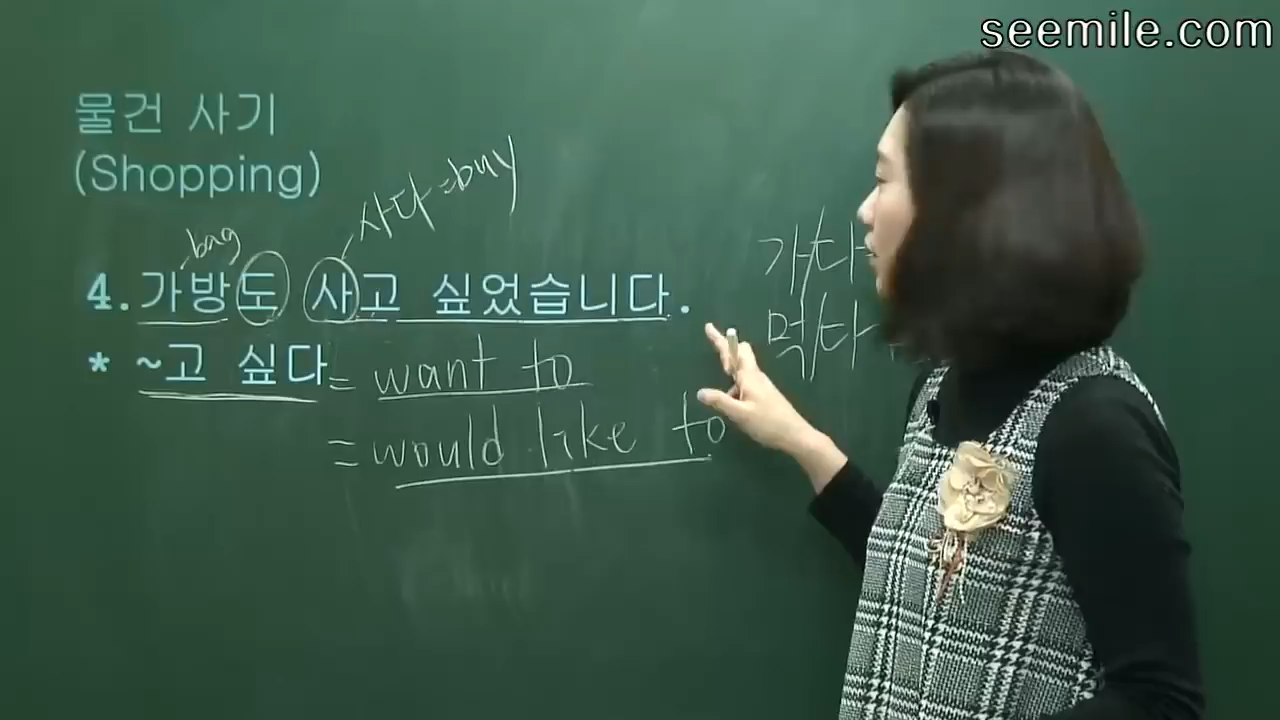 seemile.com
물건 사기
(Shopping)
사다=buy
bag
4.가방도 사고 싶었습니다.
* ~고 싶다
= want to
= would like to
가/다
먹/다